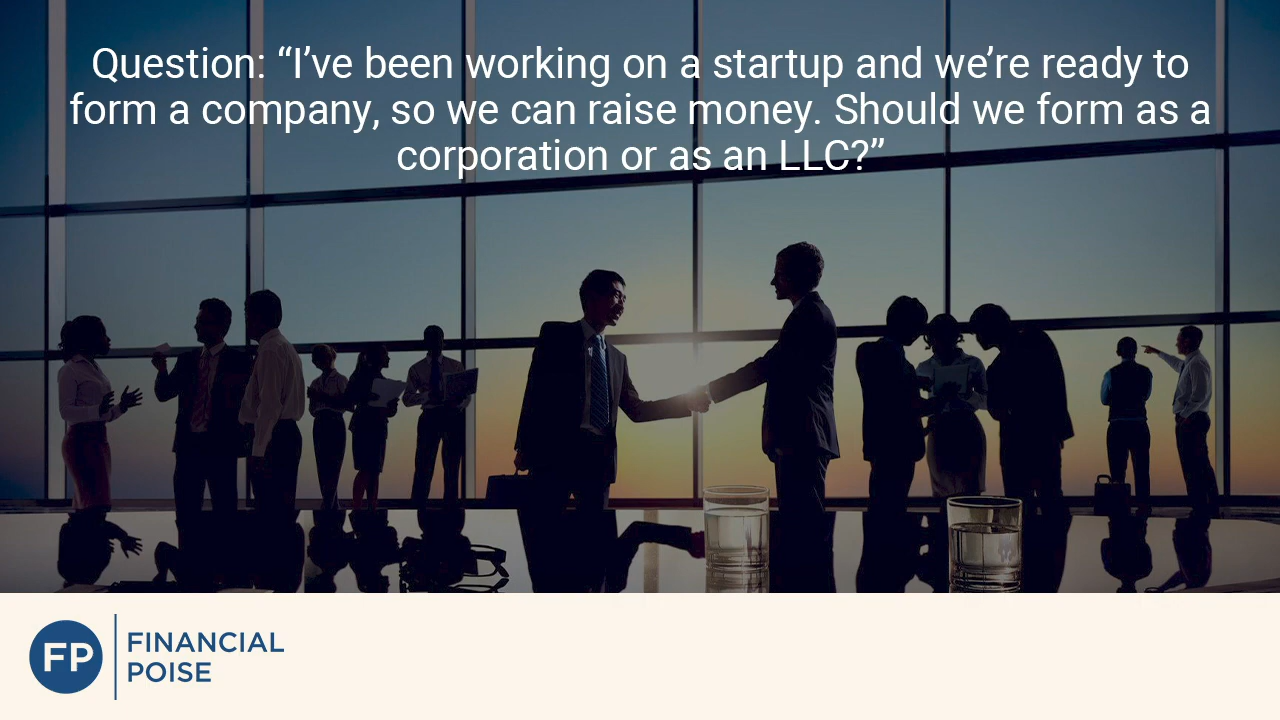 Question: “I’ve been working on a startup and we’re ready to
form a company, so we can raise money. Should we form as a
corporation or as an LLC?”
FP
FINANCIAL
POISE